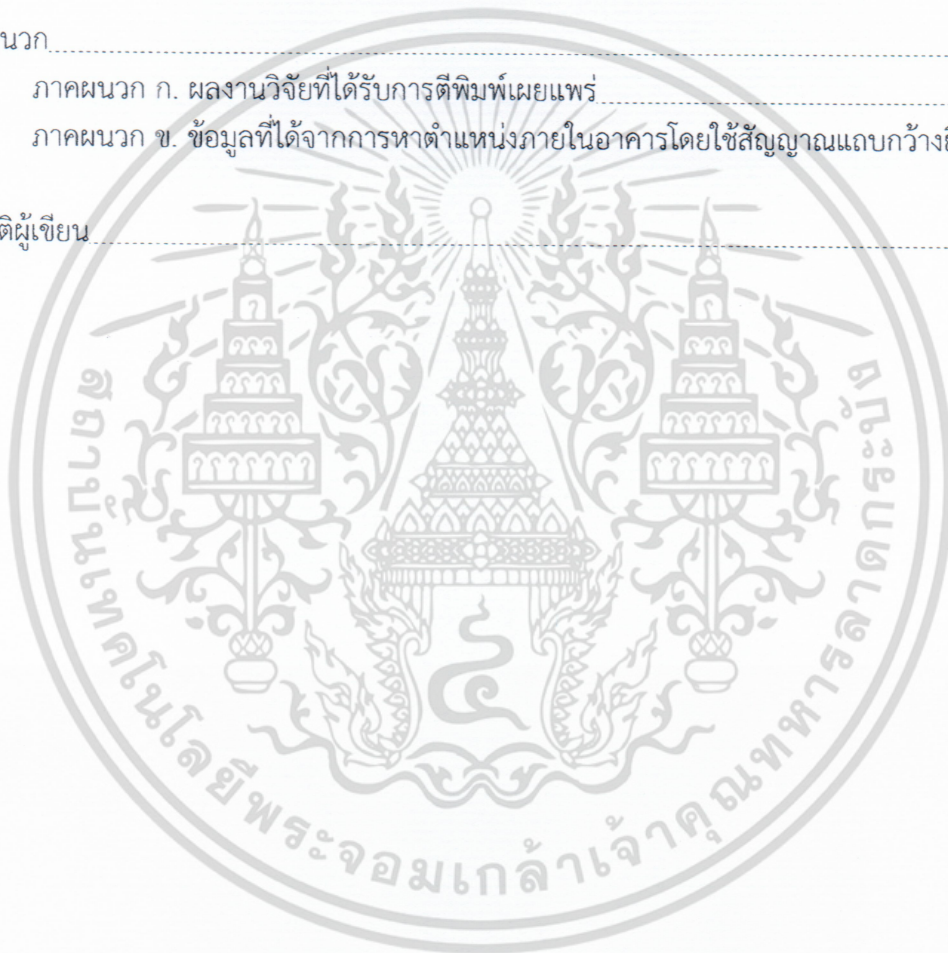 นวก
ภาคผนวก ก. ผลงานวิจัยที่ได้รับการตีพิมพ์เผยแพร่
ภาคผนวก ข. ข้อมูลที่ได้จากการหาตำแหน่งภายในอาคารโดยใช้สัญญาณแถบกว้าง
ติผู้เขียน
สถาบันเทคโนโลยีพระจอมเกล้าเจ้าคุณทหารลาดกระบัง
๔